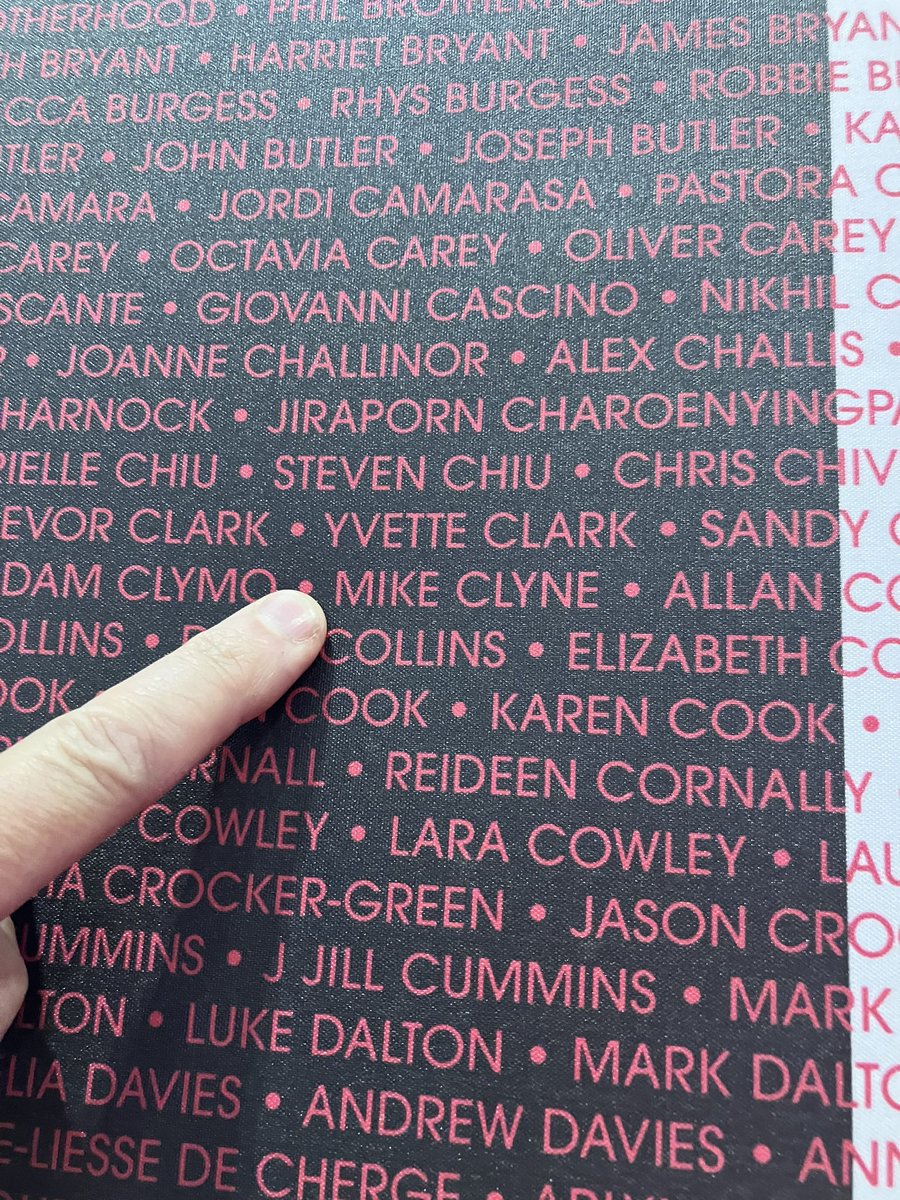 PHIL
H BRYANT • HARRIET BRYANT • JAMES BRYAN
CCA BURGESS • RHYS BURGESS • ROBBIE BU
TLER • JOHN BUTLER • JOSEPH BUTLER • KA
CAMARA • JORDI CAMARASA • PASTORA C
CAREY • OCTAVIA CAREY • OLIVER CAREY
SCANTE • GIOVANNI CASCINO • NIKHIL C
• JOANNE CHALLINOR • ALEX CHALLIS •
HARNOCK • JIRAPORN CHAROENYINGPA
RIELLE CHIU • STEVEN CHIU • CHRIS CHIV
EVOR CLARK • YVETTE CLARK • SANDY
DAM CLYMO • MIKE CLYNE • ALLAN CO
OLLINS • COLLINS • ELIZABETH CO
OOK • COOK • KAREN COOK •
RNALL • REIDEEN CORNALLY
COWLEY • LARA COWLEY • LAU
IA CROCKER-GREEN • JASON CRO
UMMINS • J JILL CUMMINS • MARK
LTON • LUKE DALTON • MARK DALTO
LIA DAVIES • ANDREW DAVIES • ANN
E-LIESSE DE CHERGE •